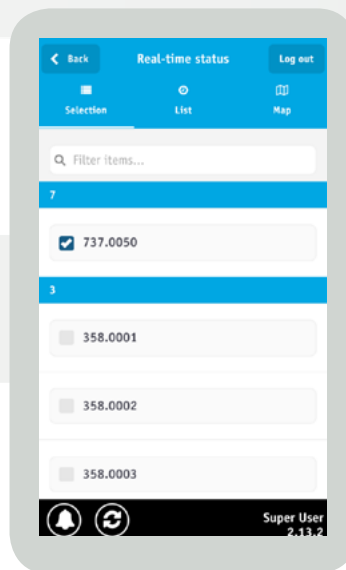 Back Real-time status Log out
Selection List Map
Filter items...
7
737.0050
3
358.0001
358.0002
358.0003
Super User
2.13.2